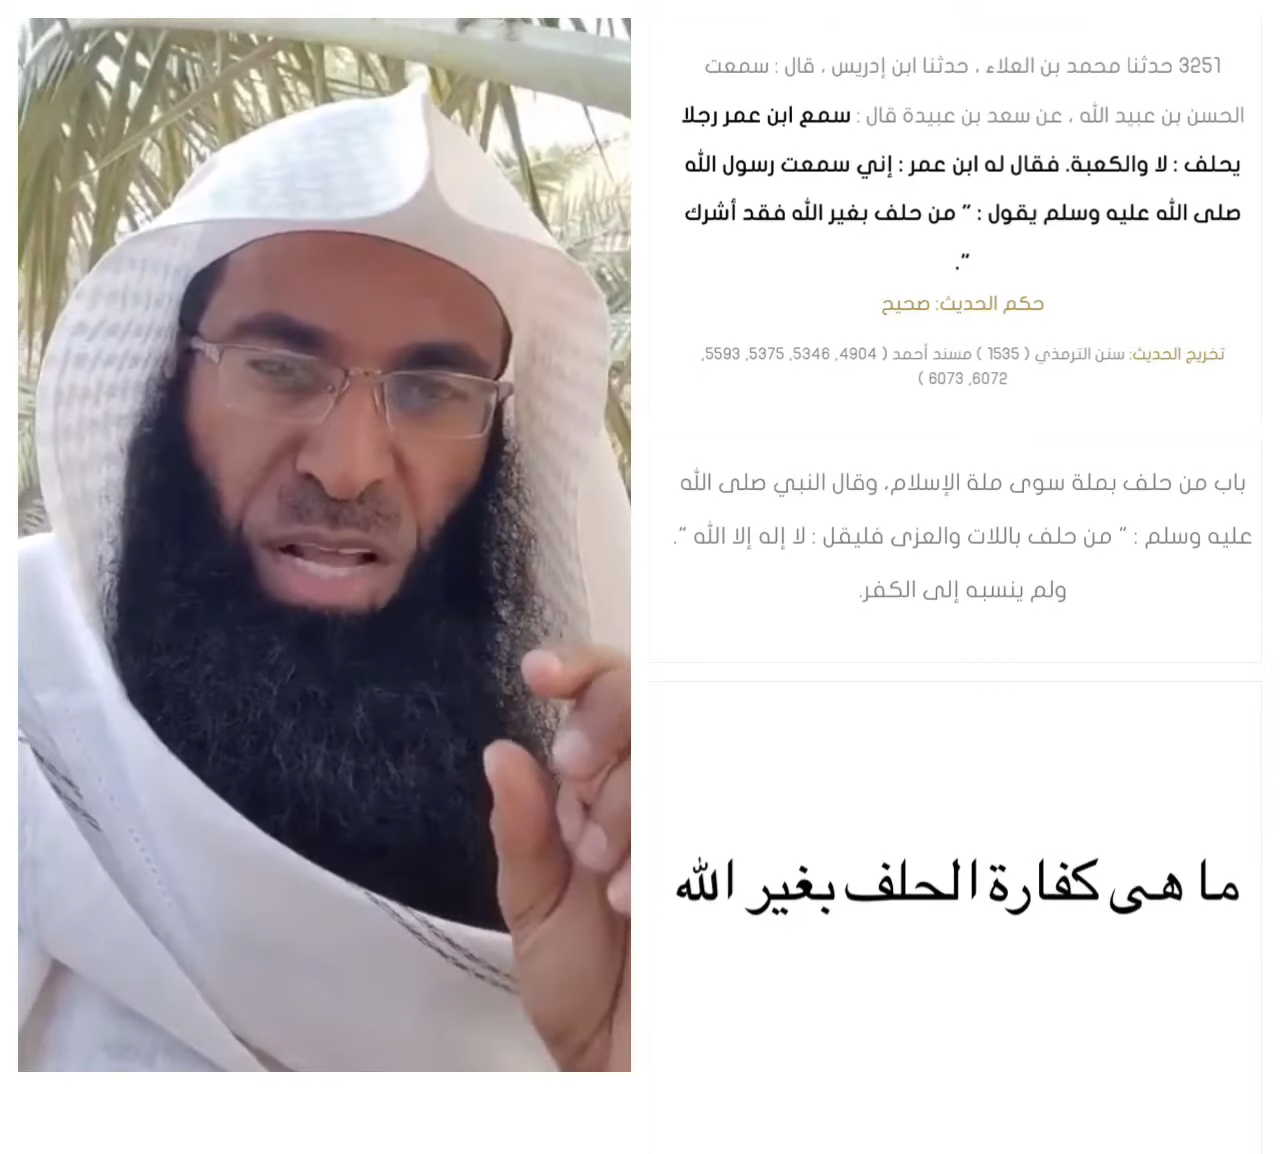 3251 حدثنا محمد بن العلاء ، حدثنا ابن إدريس ، قال : سمعت
الحسن بن عبيد الله ، عن سعد بن عبيدة قال : سمع ابن عمر رجلا
يحلف : لا والكعبة. فقال له ابن عمر : إني سمعت رسول الله
صلى الله عليه وسلم يقول : " من حلف بغير الله فقد أشرك
".
حكم الحديث: صحيح
تخريج الحديث: سنن الترمذي ( 1535 ) مسند أحمد ( 4904, 5346, 5375, 5593,
6072, 6073 )
باب من حلف بملة سوى ملة الإسلام، وقال النبي صلى الله
عليه وسلم : " من حلف باللات والعزى فليقل : لا إله إلا الله ".
ولم ينسبه إلى الكفر.
ما هى كفارة الحلف بغير الله